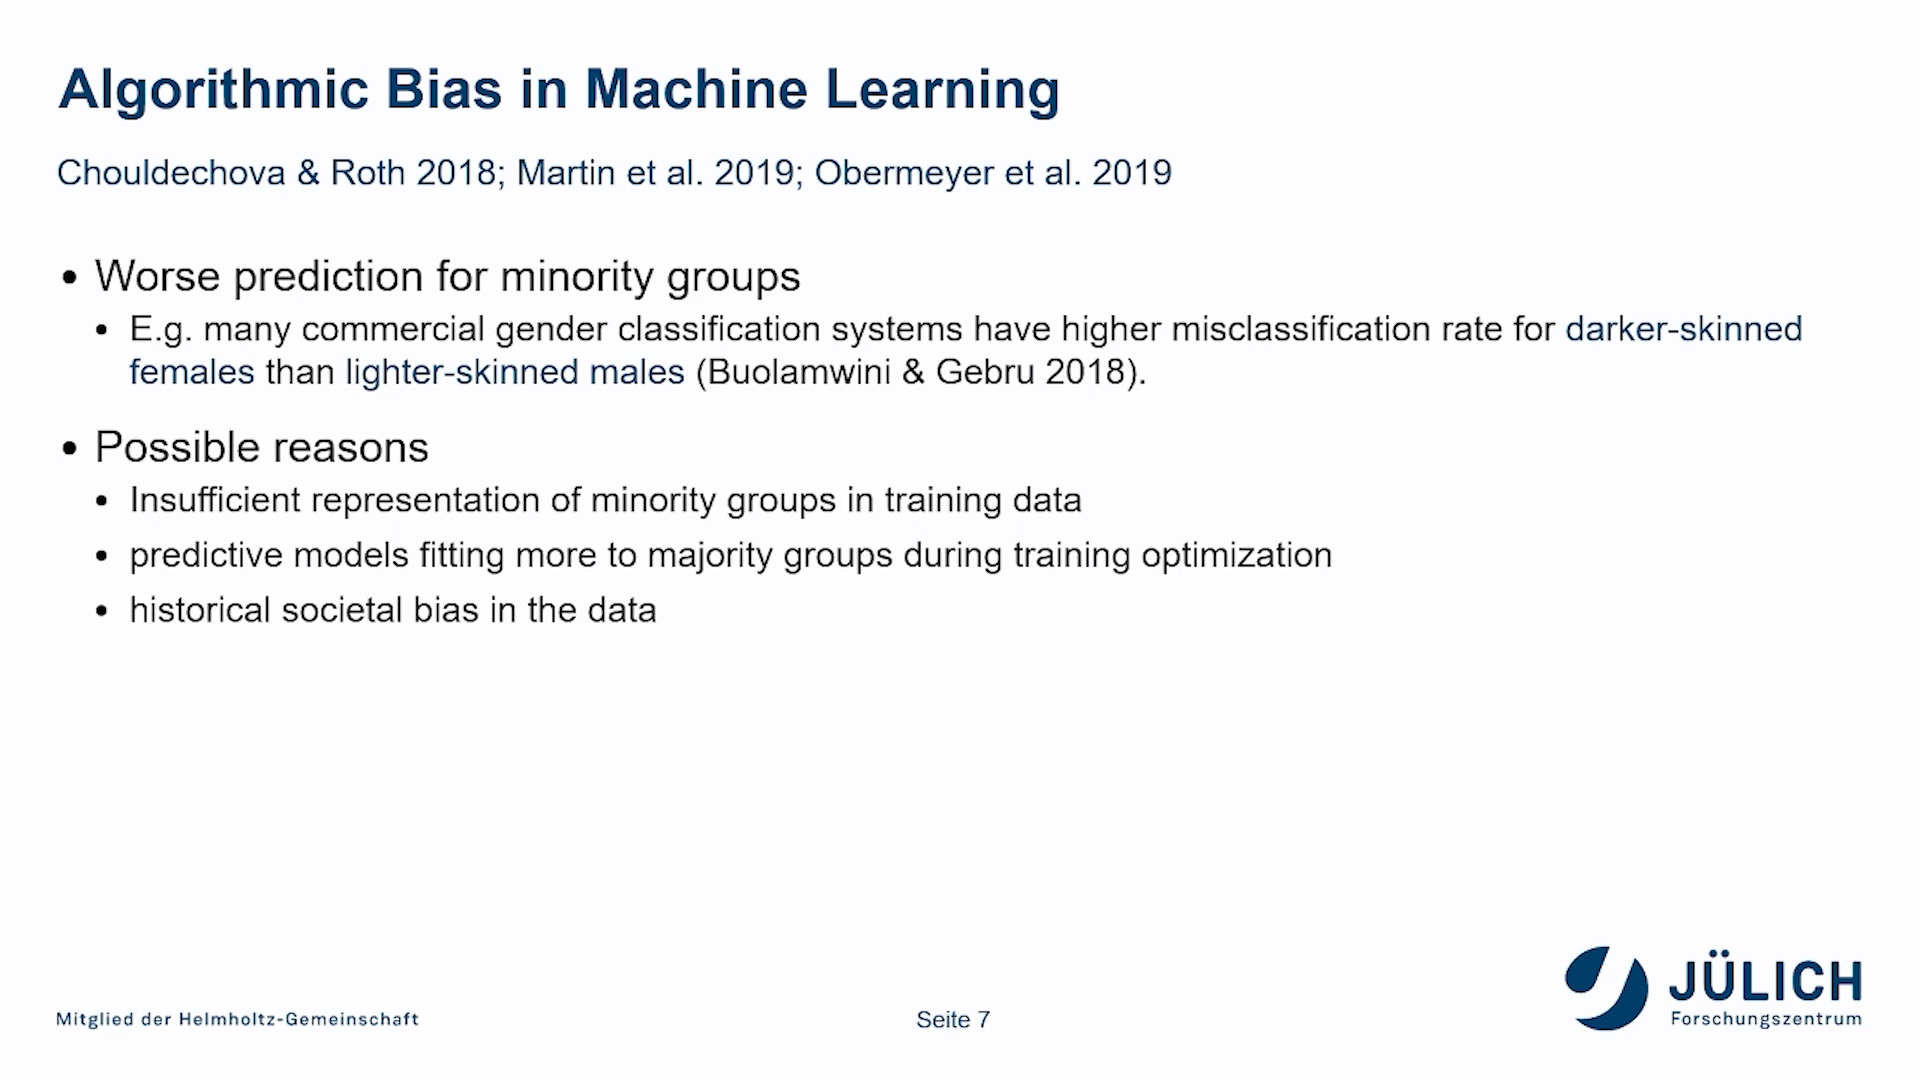 Algorithmic Bias in Machine Learning
Chouldechova & Roth 2018; Martin et al. 2019; Obermeyer et al. 2019
• Worse prediction for minority groups
• E.g. many commercial gender classification systems have higher misclassification rate for darker-skinned
females than lighter-skinned males (Buolamwini & Gebru 2018).
• Possible reasons
• Insufficient representation of minority groups in training data
• predictive models fitting more to majority groups during training optimization
• historical societal bias in the data
Mitglied der Helmholtz-Gemeinschaft
Seite 7
JÜLICH
Forschungszentrum